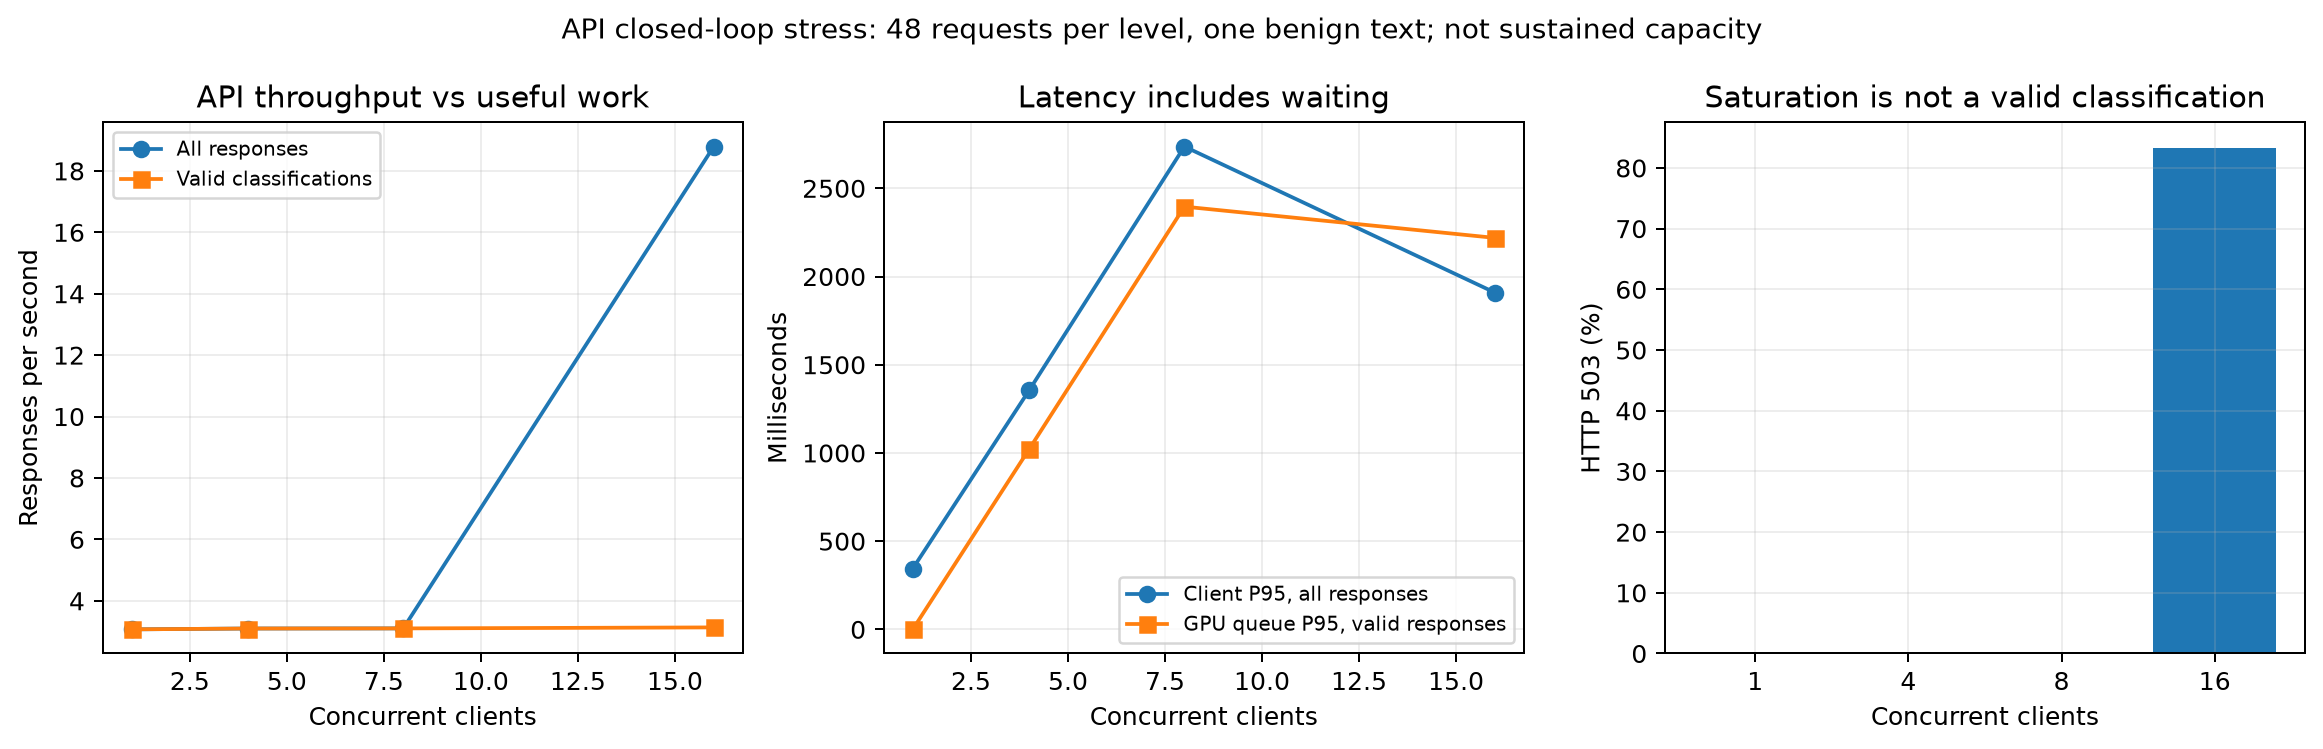 API closed-loop stress: 48 requests per level, one benign text; not sustained capacity
API throughput vs useful work
All responses
Valid classifications
Responses per second
18
16
14
12
10
8
6
4
2.5 5.0 7.5 10.0 12.5 15.0
Concurrent clients
Latency includes waiting
Milliseconds
2500
2000
1500
1000
500
0
Client P95, all responses
GPU queue P95, valid responses
2.5 5.0 7.5 10.0 12.5 15.0
Concurrent clients
Saturation is not a valid classification
HTTP 503 (%)
80
70
60
50
40
30
20
10
0
1 4 8 16
Concurrent clients